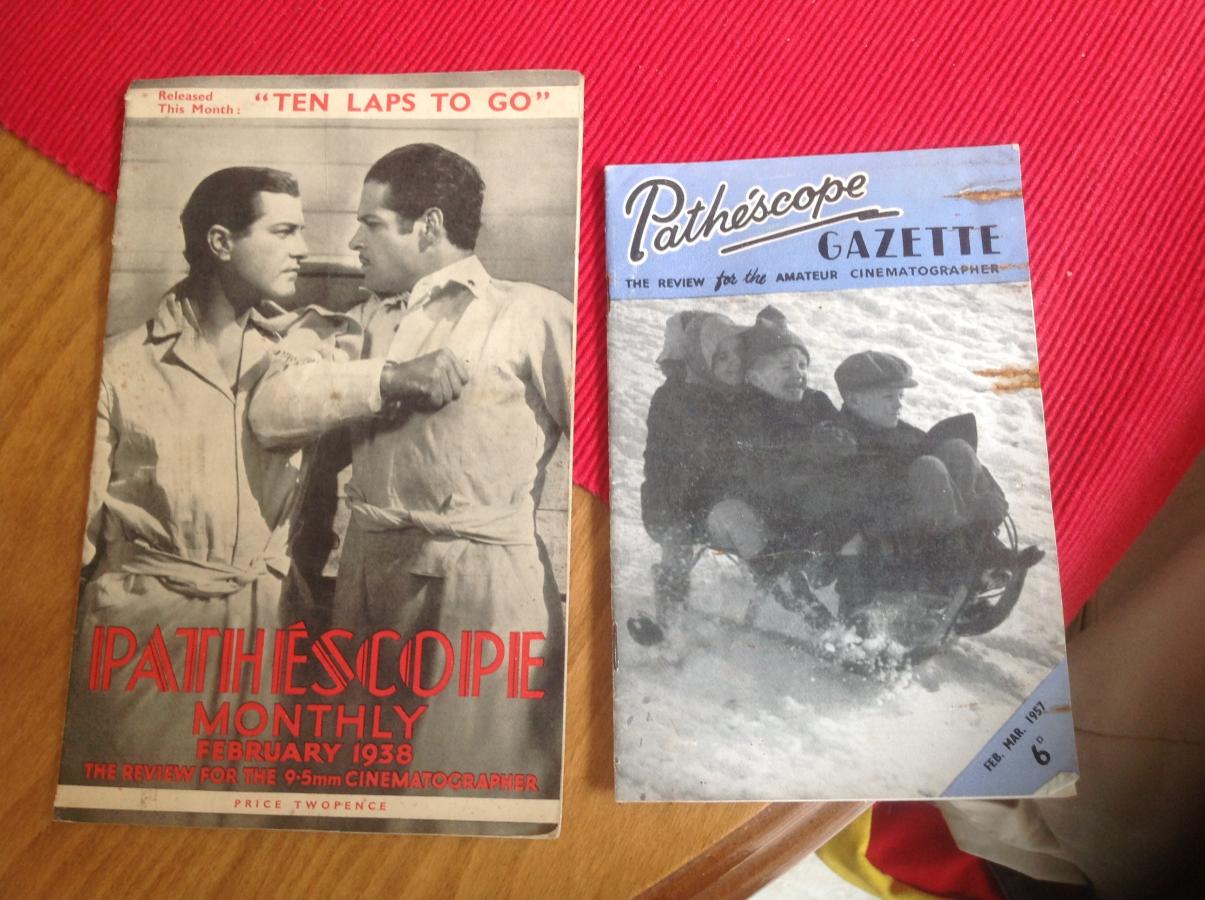 Released
This Month: "TEN LAPS TO GO"
PATHÉSCOPE
MONTHLY
FEBRUARY 1938
THE REVIEW FOR THE 9·5mm CINEMATOGRAPHER
PRICE TWOPENCE
Pathéscope
GAZETTE
THE REVIEW for the AMATEUR CINEMATOGRAPHER
FEB. MAR. 1957
6D